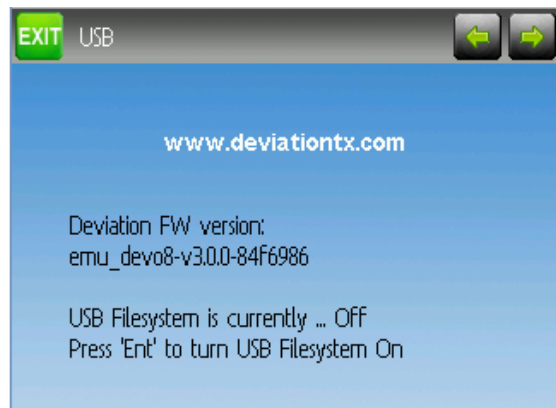 EXIT USB
www.deviationtx.com
Deviation FW version:
emu_devo8-v3.0.0-84f6986
USB Filesystem is currently ... Off
Press 'Ent' to turn USB Filesystem On